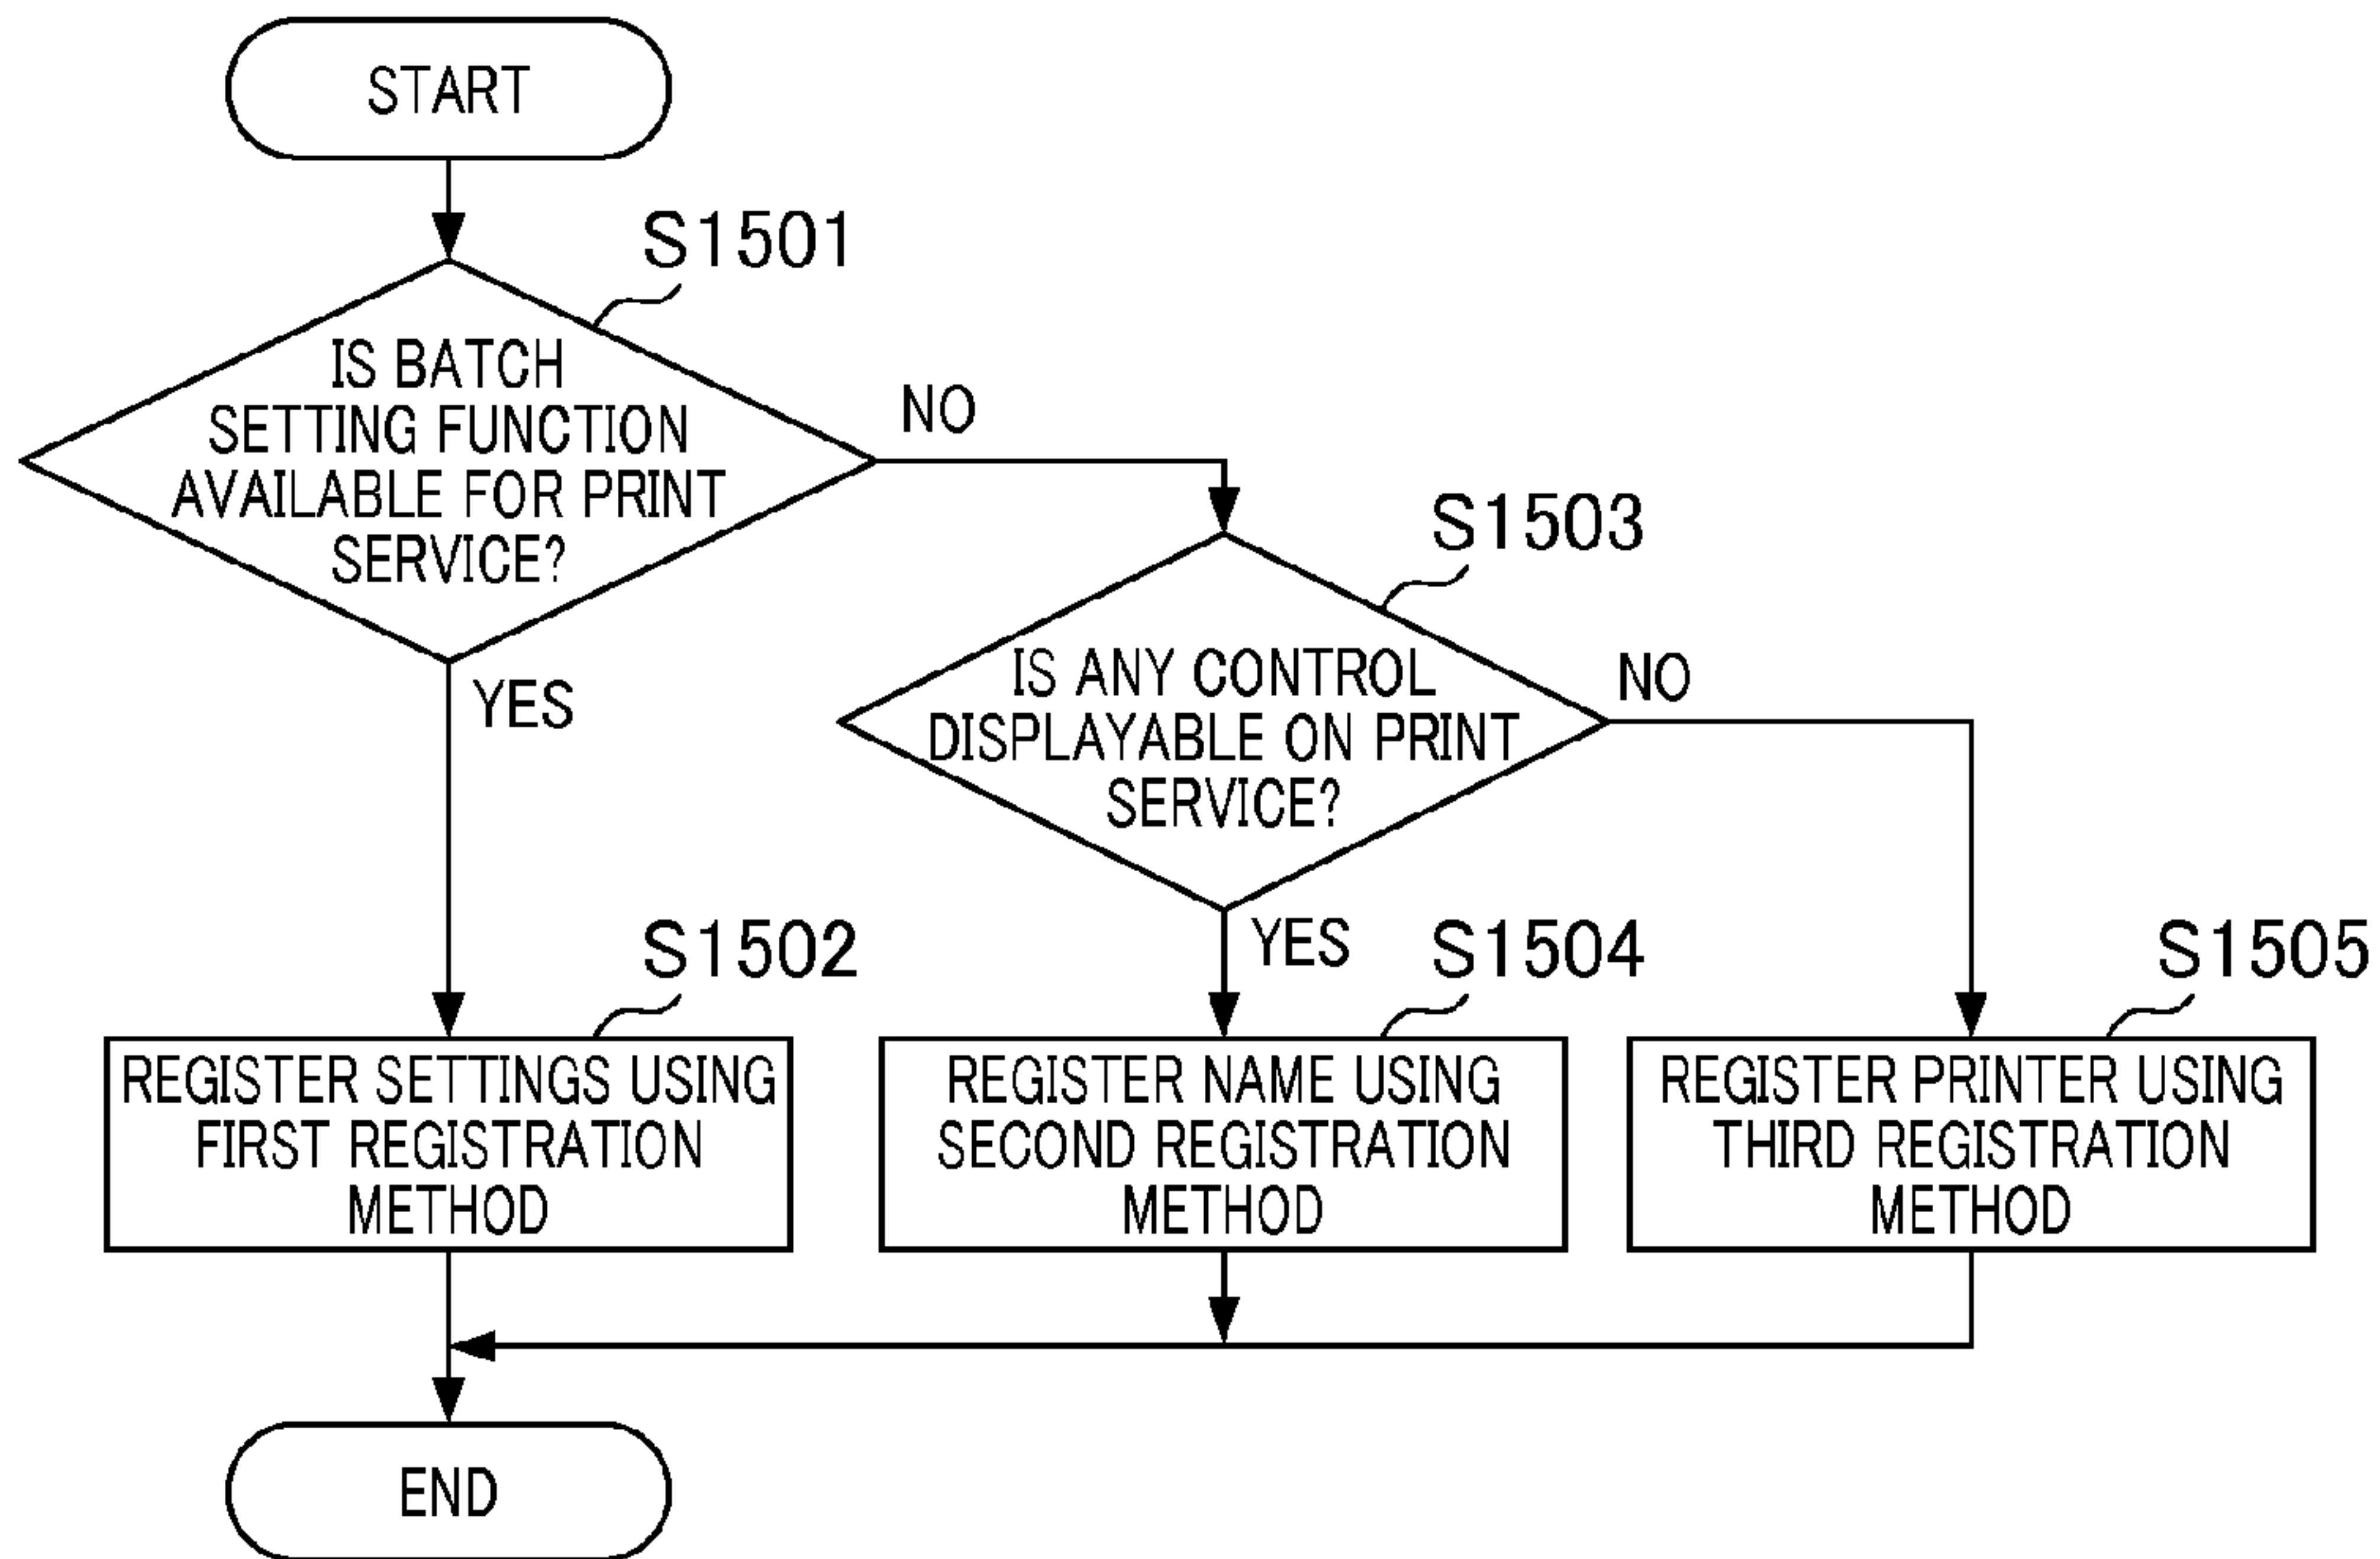 START
S1501
IS BATCH
SETTING FUNCTION
AVAILABLE FOR PRINT
SERVICE?
NO
YES
S1503
IS ANY CONTROL
DISPLAYABLE ON PRINT
SERVICE?
NO
YES
S1502
REGISTER SETTINGS USING
FIRST REGISTRATION
METHOD
S1504
REGISTER NAME USING
SECOND REGISTRATION
METHOD
S1505
REGISTER PRINTER USING
THIRD REGISTRATION
METHOD
END